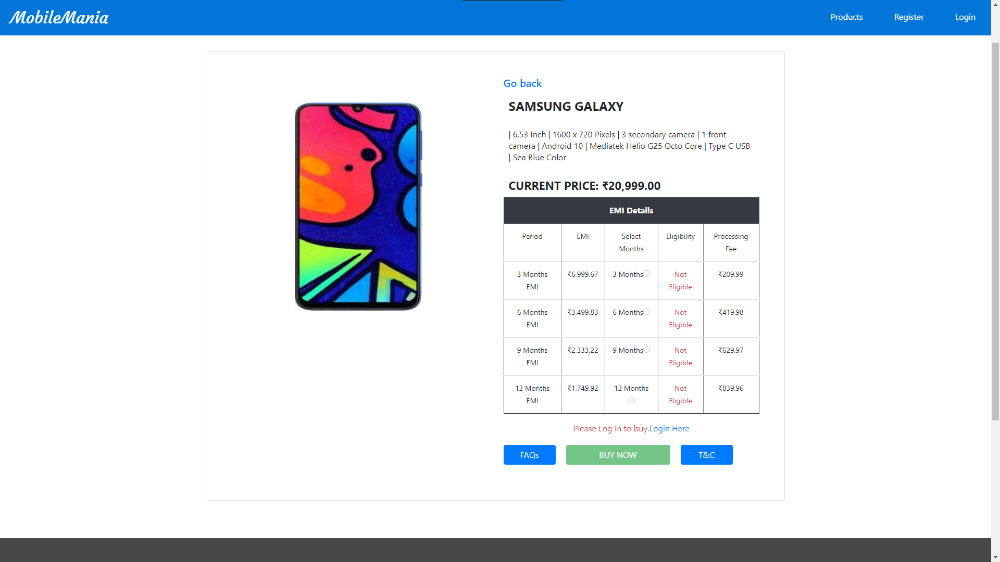 MobileMania
Products
Register
Login
Go back
SAMSUNG GALAXY
| 6.53 Inch | 1600 x 720 Pixels | 3 secondary camera | 1 front
camera | Android 10 | Mediatek Helio G25 Octo Core | Type C USB
| Sea Blue Color
CURRENT PRICE: ₹20,999.00
EMI Details
Period EMI Select Eligibility Processing
Months Fee
3 Months ₹6,999.67 3 Months Not ₹209.99
EMI Eligible
6 Months ₹3,499.83 6 Months Not ₹419.98
EMI Eligible
9 Months ₹2,333.22 9 Months Not ₹629.97
EMI Eligible
12 Months ₹1,749.92 12 Months Not ₹839.96
EMI Eligible
Please Log In to buy.Login Here
FAQs
BUY NOW
T&C